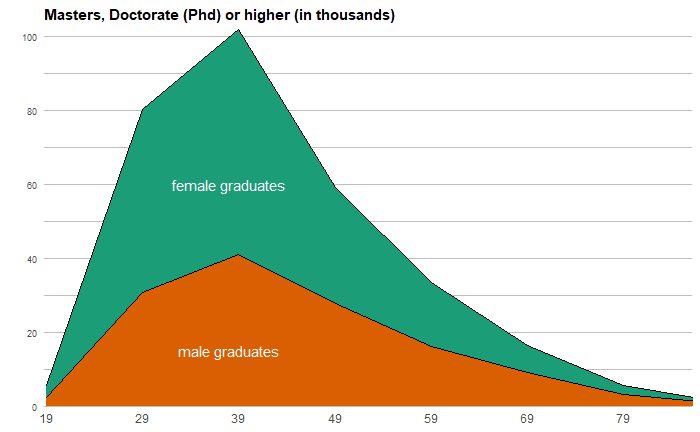 Masters, Doctorate (Phd) or higher (in thousands)
100
80
60
female graduates
40
20
male graduates
0
19 29 39 49 59 69 79